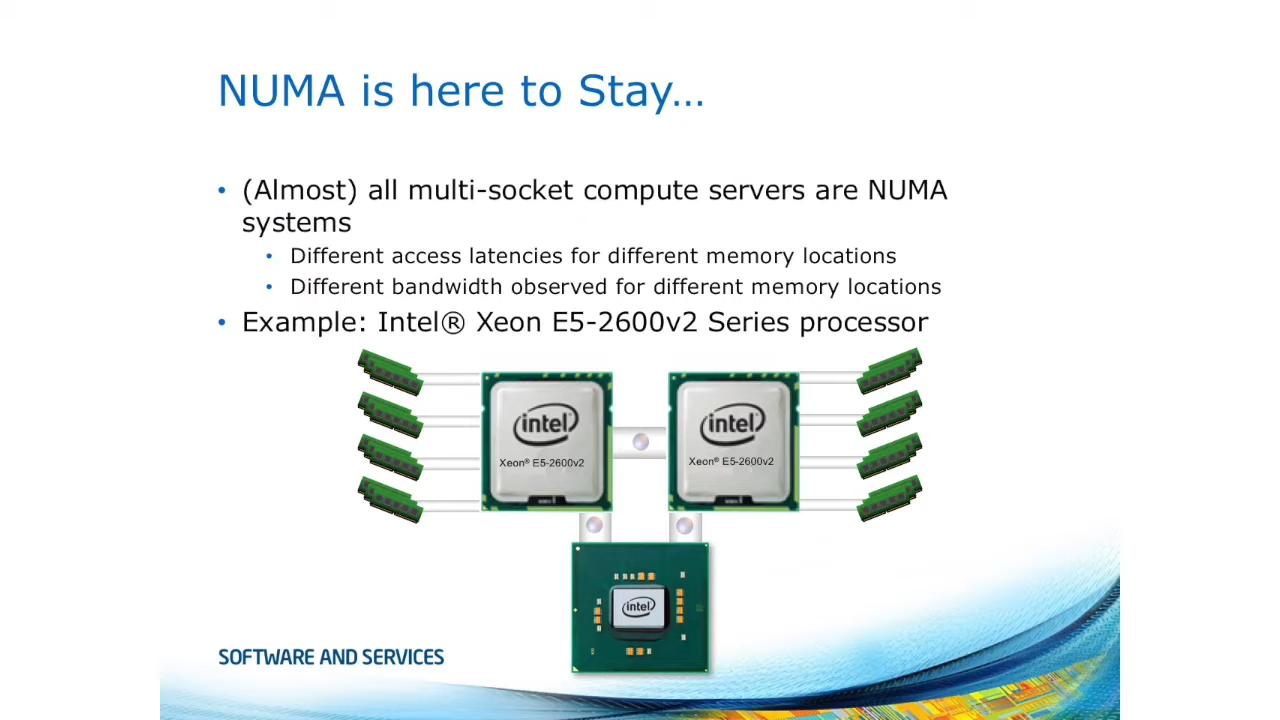 NUMA is here to Stay…
• (Almost) all multi-socket compute servers are NUMA
systems
• Different access latencies for different memory locations
• Different bandwidth observed for different memory locations
• Example: Intel® Xeon E5-2600v2 Series processor
intel
Xeon® E5-2600v2
intel
Xeon® E5-2600v2
intel
SOFTWARE AND SERVICES